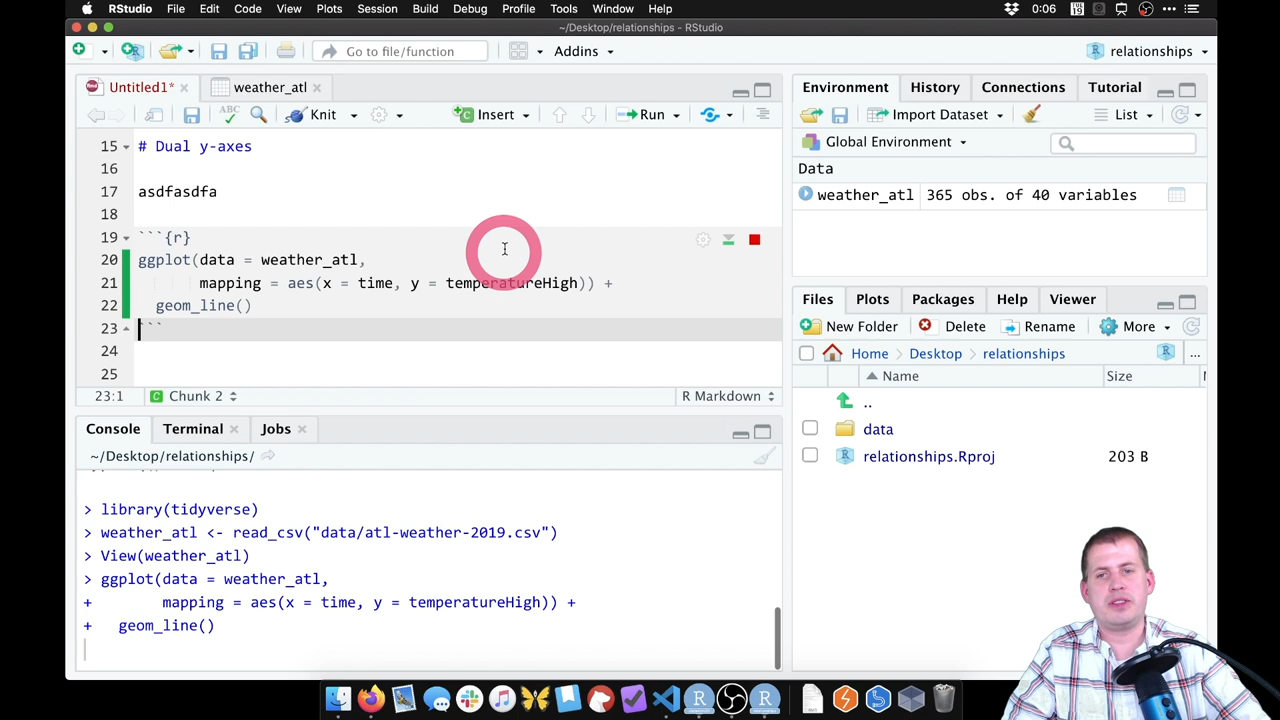 RStudio File Edit Code View Plots Session Build Debug Profile Tools Window Help 0:06
~/Desktop/relationships - RStudio
Go to file/function Addins relationships
Untitled1* weather_atl
ABC Knit Insert Run
15 # Dual y-axes
16
17 asdfasdfa
18
19 ```{r}
20 ggplot(data = weather_atl,
21 mapping = aes(x = time, y = temperatureHigh)) +
22 geom_line()
23 ```
24
25
23:1 Chunk 2 R Markdown
Console Terminal Jobs
~/Desktop/relationships/
> library(tidyverse)
> weather_atl <- read_csv("data/atl-weather-2019.csv")
> View(weather_atl)
> ggplot(data = weather_atl,
+ mapping = aes(x = time, y = temperatureHigh)) +
+ geom_line()
Environment History Connections Tutorial
Import Dataset List
Global Environment
Data
weather_atl 365 obs. of 40 variables
Files Plots Packages Help Viewer
New Folder Delete Rename More
Home Desktop relationships ...
Name Size
..
data
relationships.Rproj 203 B